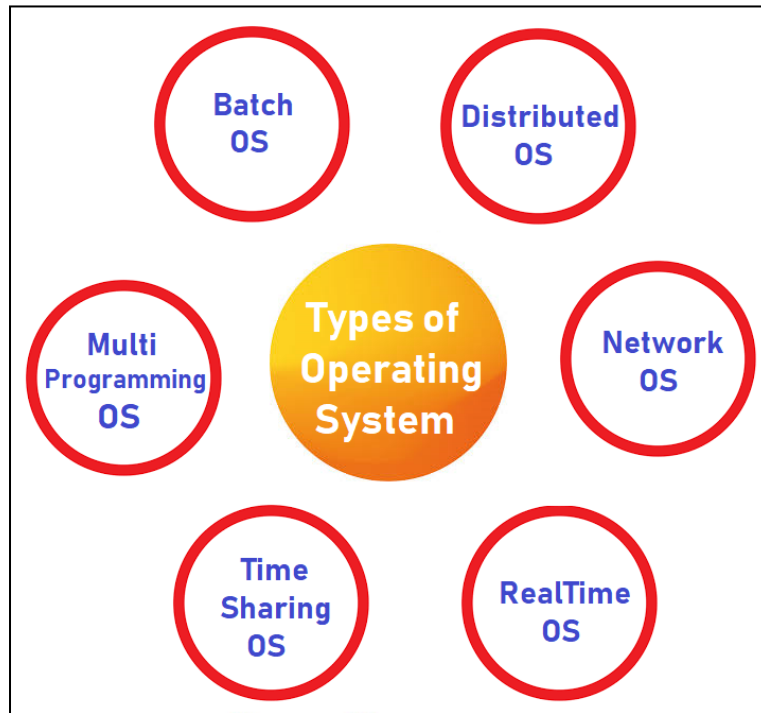 Batch
OS
Distributed
OS
Multi
Programming
OS
Types of
Operating
System
Network
OS
Time
Sharing
OS
RealTime
OS